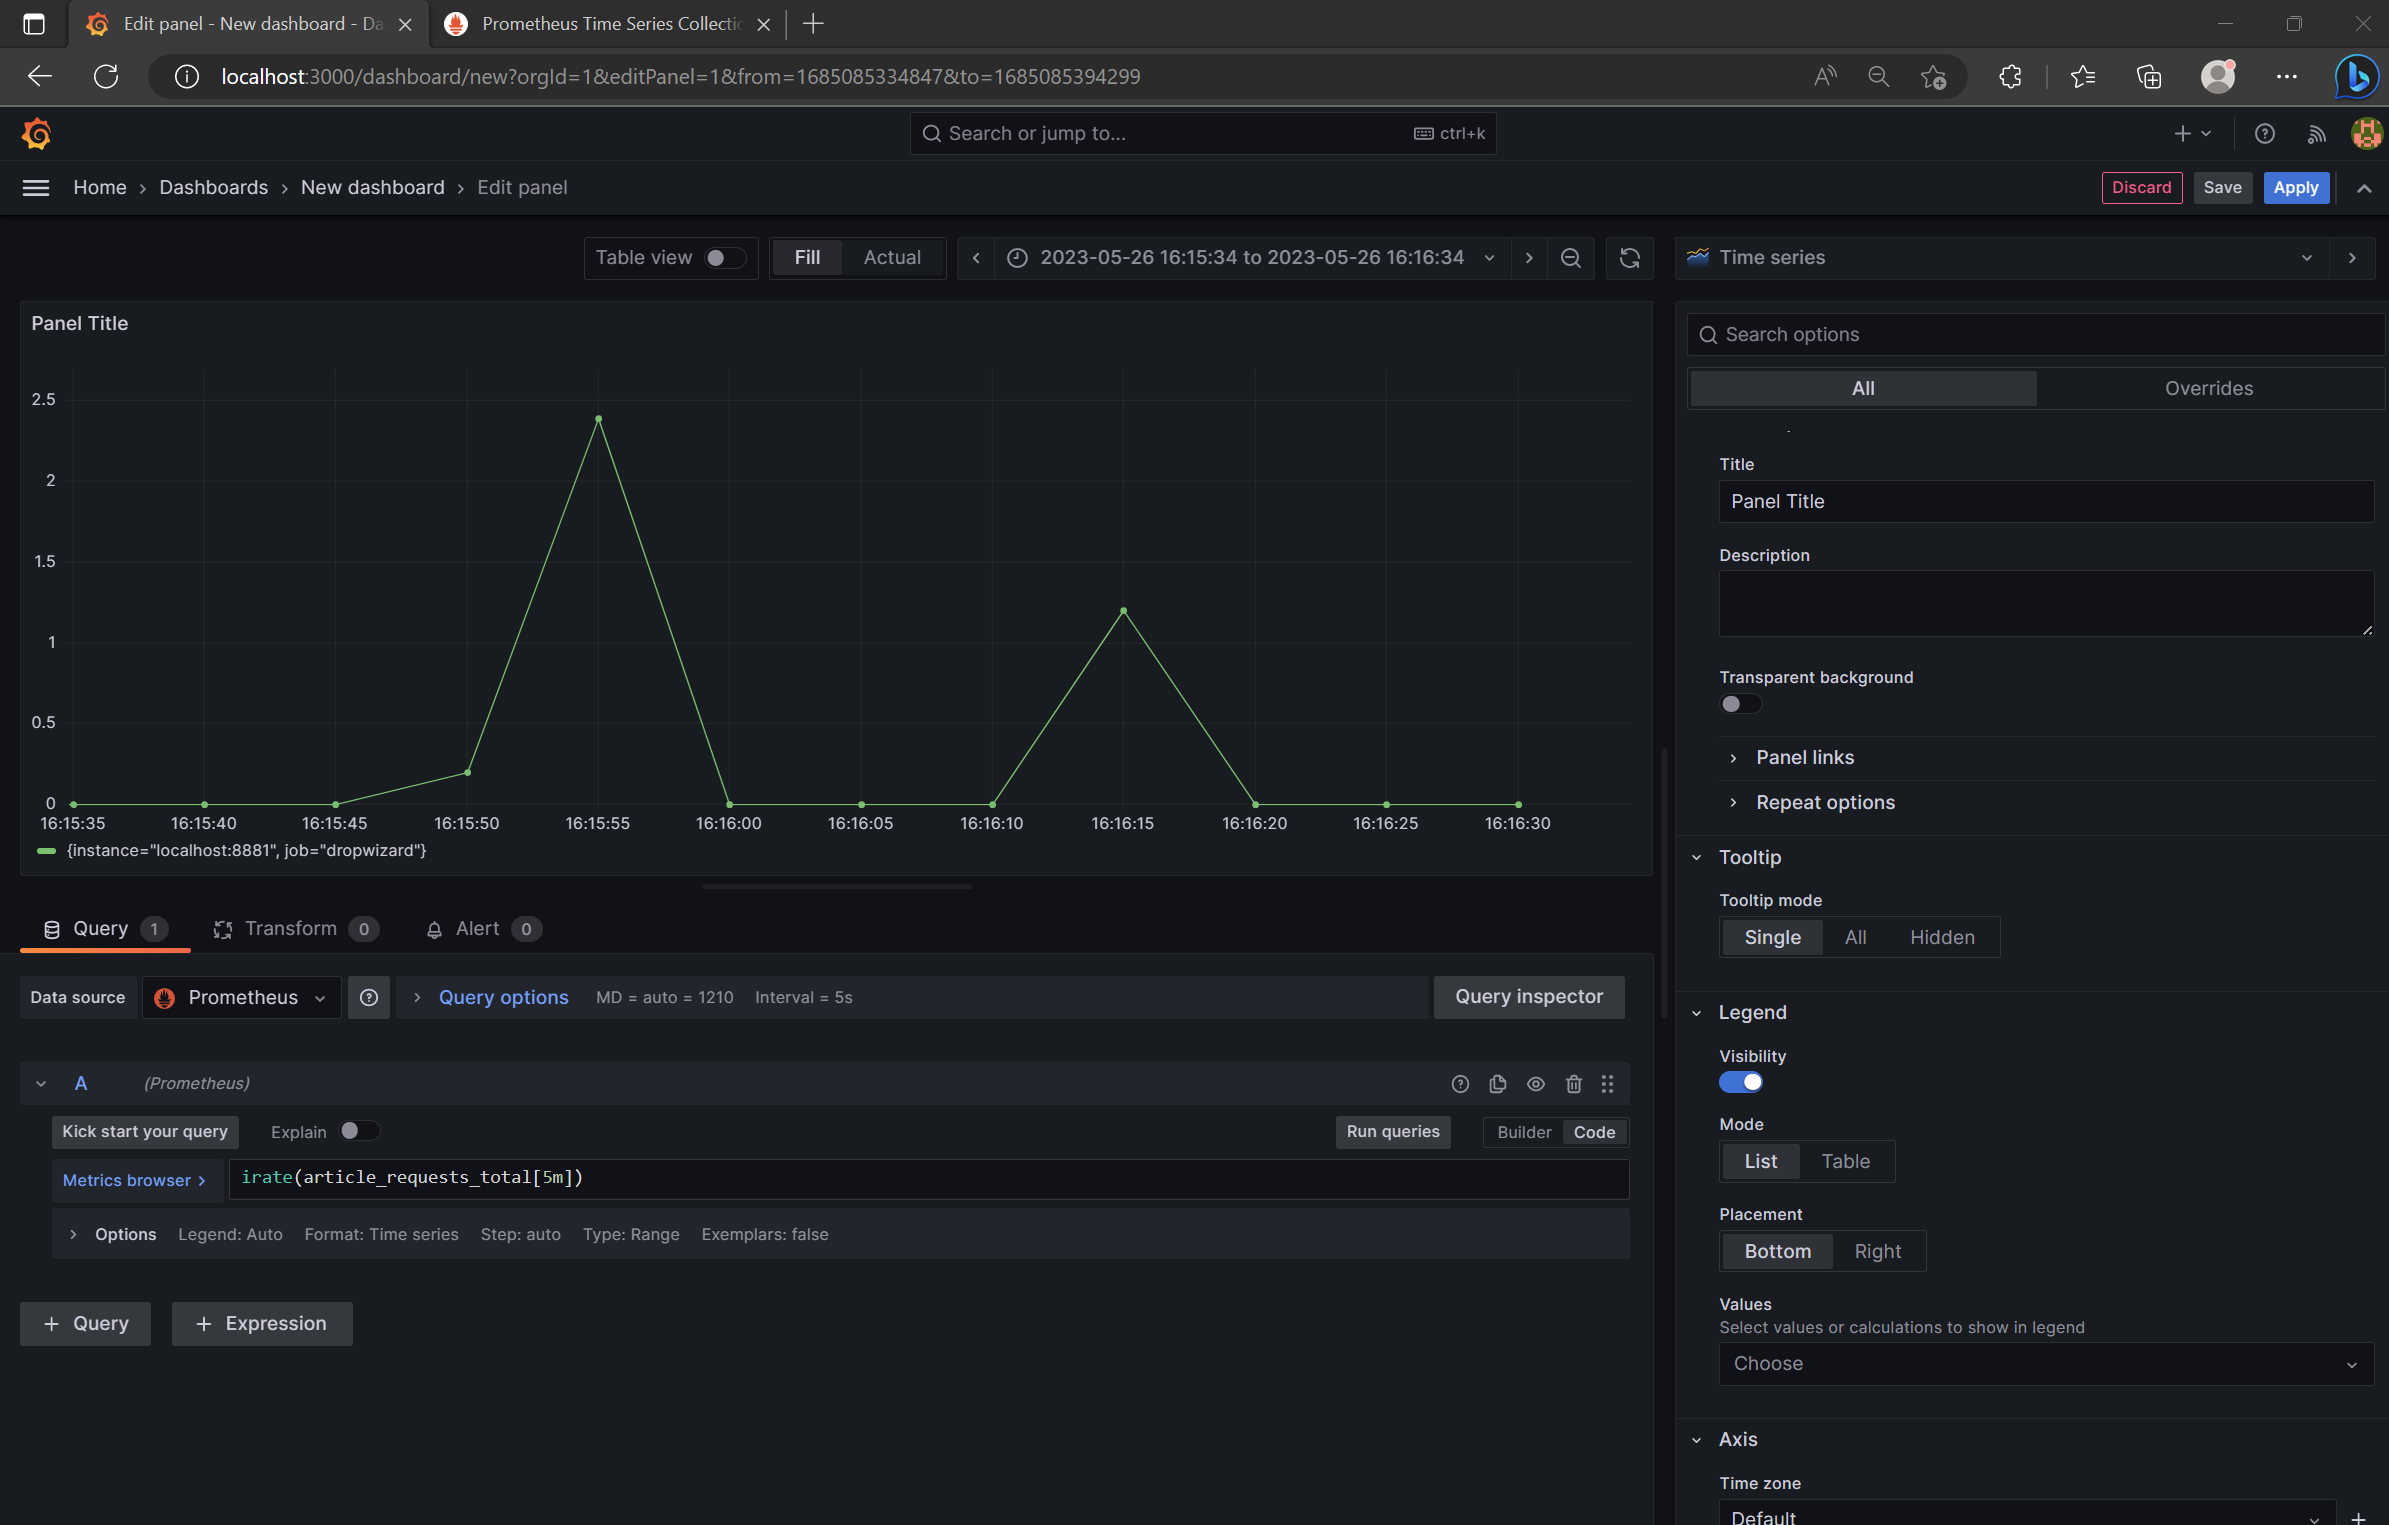 Edit panel - New dashboard - Da
Prometheus Time Series Collectio
localhost:3000/dashboard/new?orgId=1&editPanel=1&from=1685085334847&to=1685085394299
Search or jump to... ctrl+k
Home › Dashboards › New dashboard › Edit panel
Discard Save Apply
Table view Fill Actual 2023-05-26 16:15:34 to 2023-05-26 16:16:34
Time series
Panel Title
2.5
2
1.5
1
0.5
0
16:15:35 16:15:40 16:15:45 16:15:50 16:15:55 16:16:00 16:16:05 16:16:10 16:16:15 16:16:20 16:16:25 16:16:30
{instance="localhost:8881", job="dropwizard"}
Query 1 Transform 0 Alert 0
Data source Prometheus Query options MD = auto = 1210 Interval = 5s Query inspector
A (Prometheus)
Kick start your query Explain Run queries Builder Code
Metrics browser › irate(article_requests_total[5m])
Options Legend: Auto Format: Time series Step: auto Type: Range Exemplars: false
+ Query + Expression
Search options
All Overrides
Title
Panel Title
Description
Transparent background
Panel links
Repeat options
Tooltip
Tooltip mode
Single All Hidden
Legend
Visibility
Mode
List Table
Placement
Bottom Right
Values
Select values or calculations to show in legend
Choose
Axis
Time zone
Default